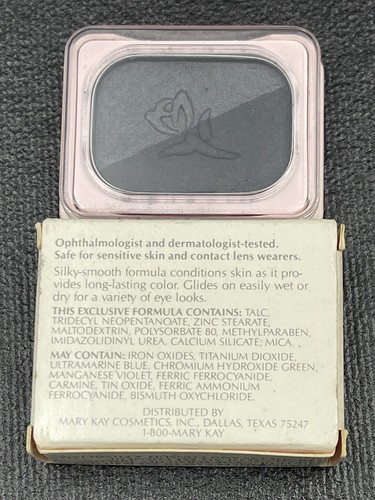 Ophthalmologist and dermatologist-tested.
Safe for sensitive skin and contact lens wearers.
Silky-smooth formula conditions skin as it pro-
vides long-lasting color. Glides on easily wet or
dry for a variety of eye looks.
THIS EXCLUSIVE FORMULA CONTAINS: TALC,
TRIDECYL NEOPENTANOATE, ZINC STEARATE,
MALTODEXTRIN, POLYSORBATE 80, METHYLPARABEN,
IMIDAZOLIDINYL UREA, CALCIUM SILICATE; MICA.
MAY CONTAIN: IRON OXIDES, TITANIUM DIOXIDE,
ULTRAMARINE BLUE, CHROMIUM HYDROXIDE GREEN,
MANGANESE VIOLET, FERRIC FERROCYANIDE,
CARMINE, TIN OXIDE, FERRIC AMMONIUM
FERROCYANIDE, BISMUTH OXYCHLORIDE.
DISTRIBUTED BY
MARY KAY COSMETICS, INC., DALLAS, TEXAS 75247
1-800-MARY KAY